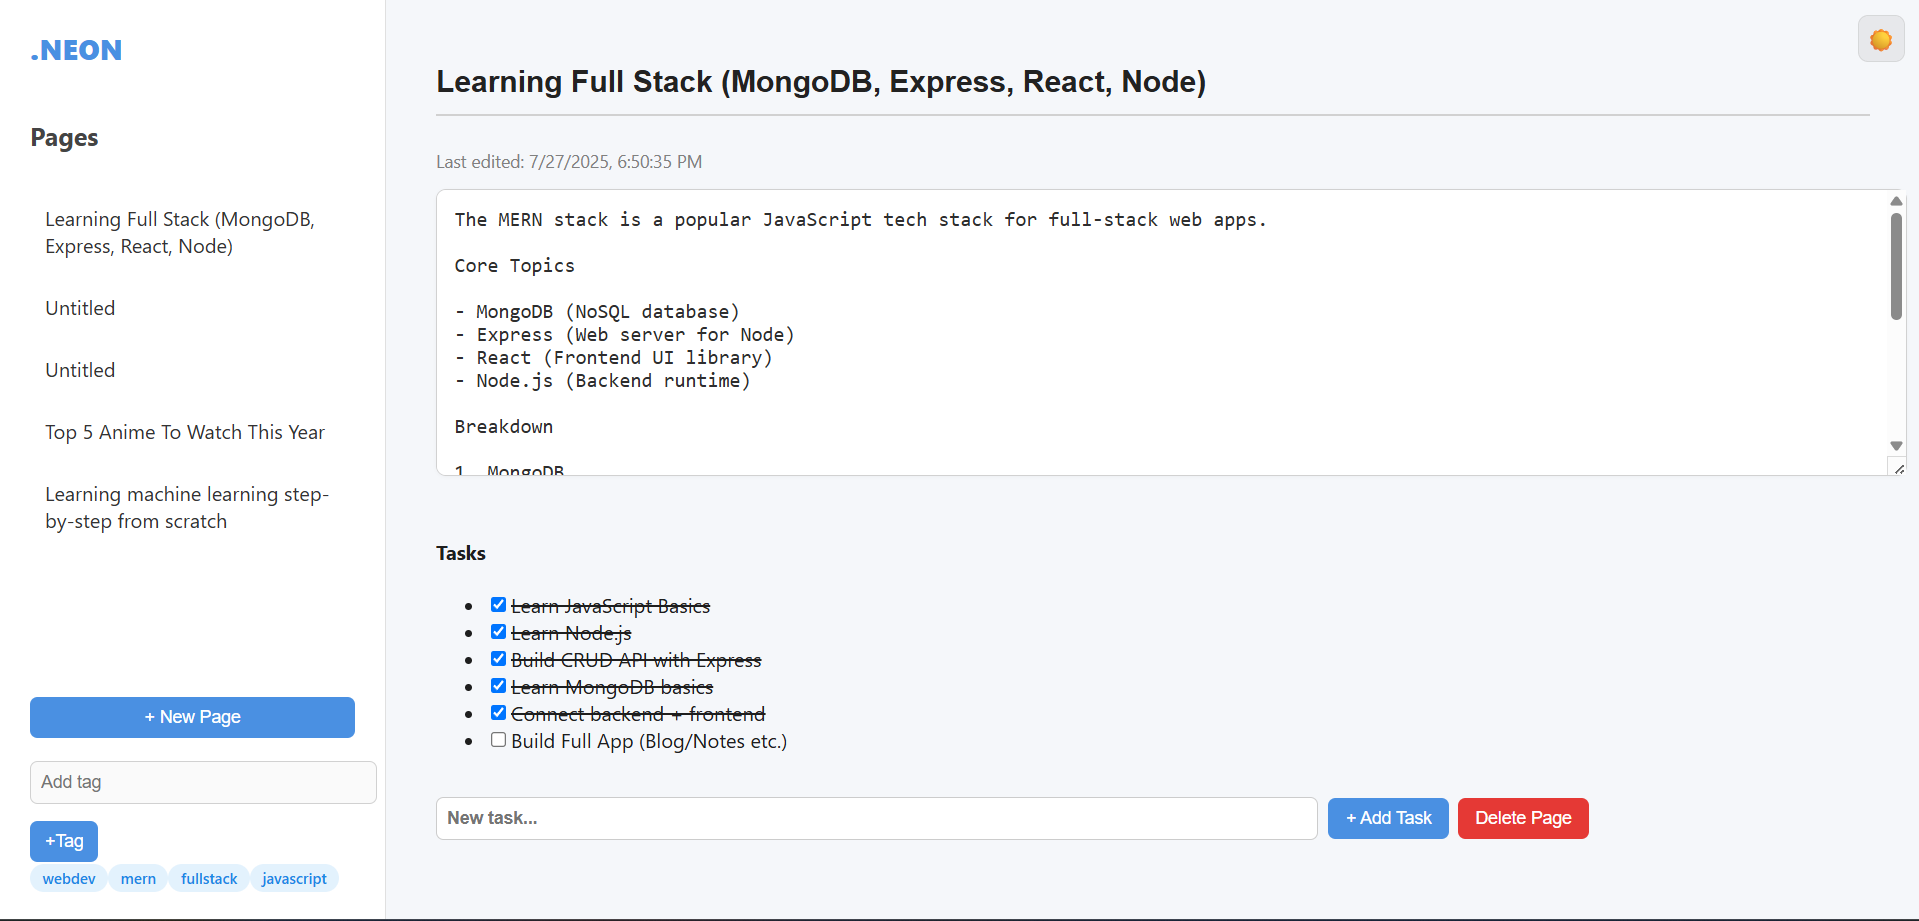 .NEON
Pages
Learning Full Stack (MongoDB,
Express, React, Node)
Untitled
Untitled
Top 5 Anime To Watch This Year
Learning machine learning step-
by-step from scratch
+ New Page
Add tag
+Tag
webdev mern fullstack javascript
Learning Full Stack (MongoDB, Express, React, Node)
Last edited: 7/27/2025, 6:50:35 PM
The MERN stack is a popular JavaScript tech stack for full-stack web apps.
Core Topics
- MongoDB (NoSQL database)
- Express (Web server for Node)
- React (Frontend UI library)
- Node.js (Backend runtime)
Breakdown
1. MongoDB
Tasks
Learn JavaScript Basics
Learn Node.js
Build CRUD API with Express
Learn MongoDB basics
Connect backend + frontend
Build Full App (Blog/Notes etc.)
New task...
+ Add Task
Delete Page